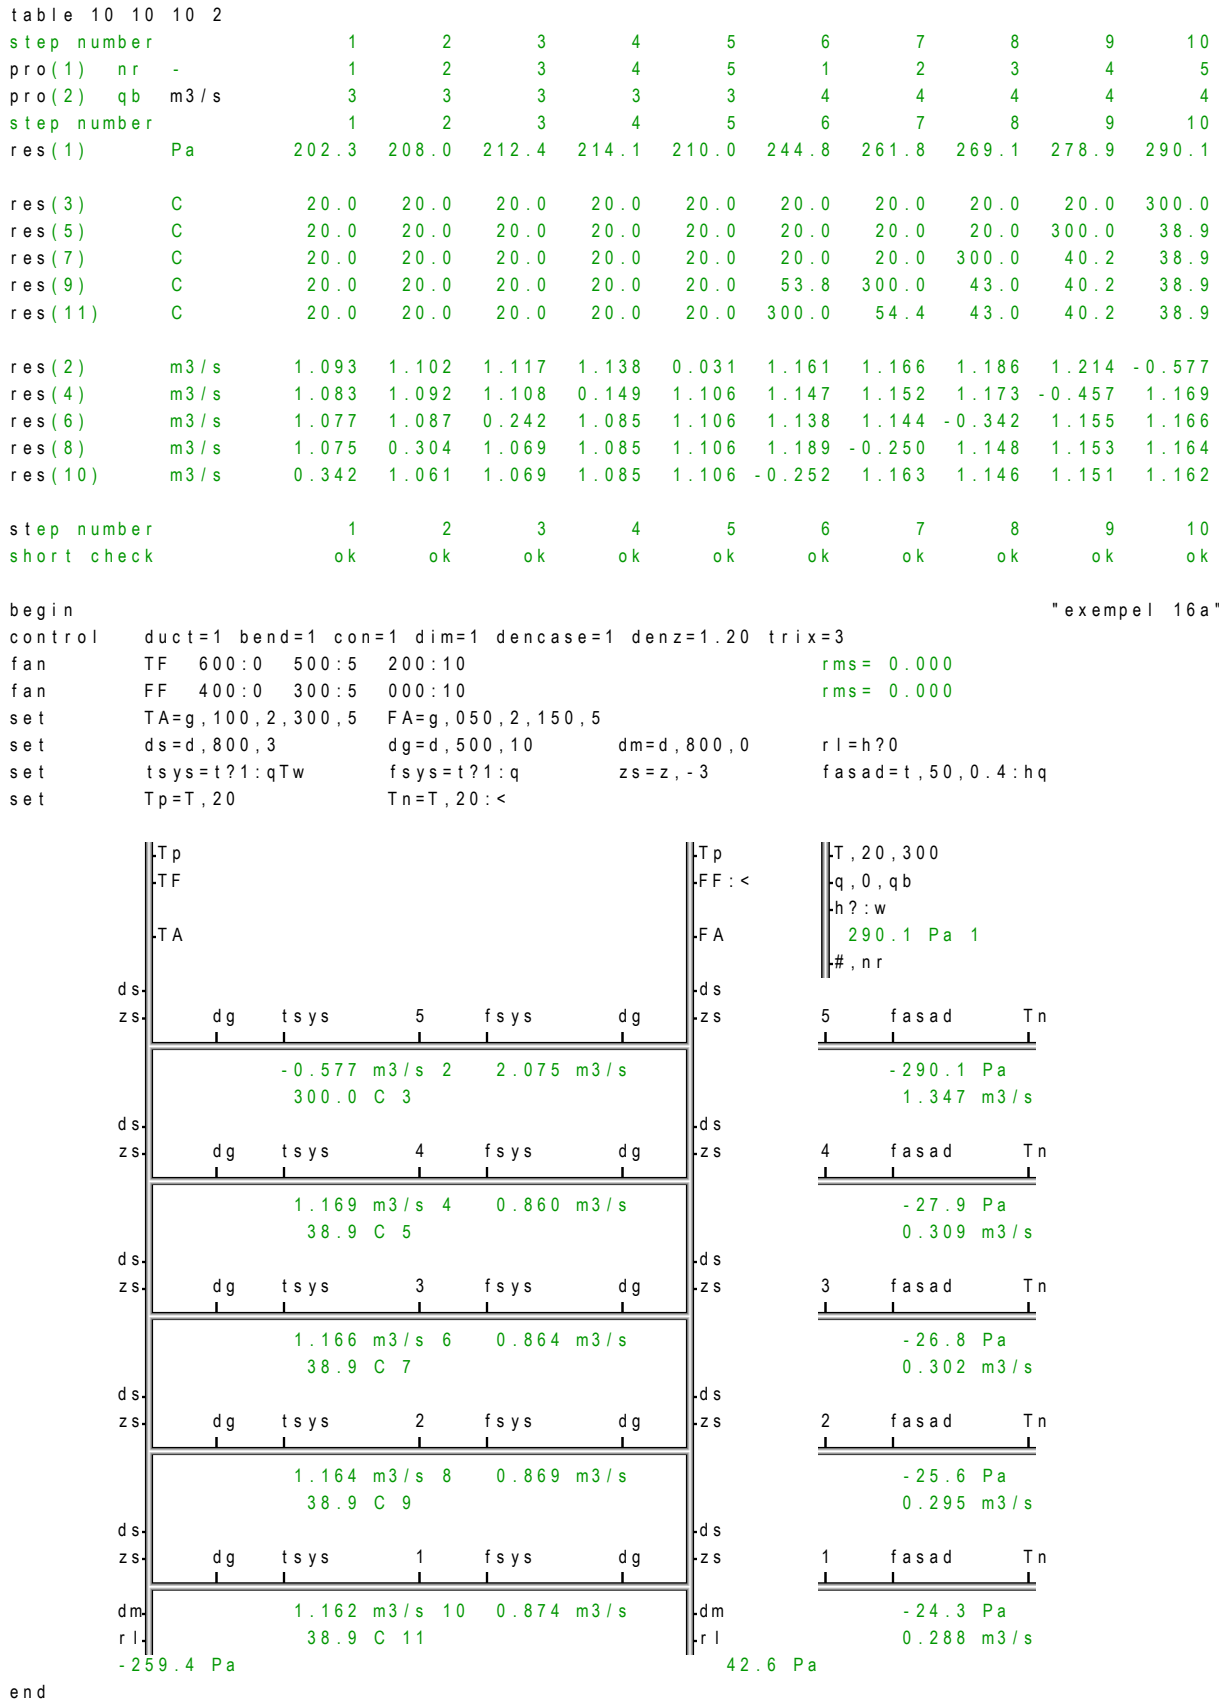 table 10 10 10 2
step number 1 2 3 4 5 6 7 8 9 10
pro(1) nr - 1 2 3 4 5 1 2 3 4 5
pro(2) qb m3/s 3 3 3 3 3 4 4 4 4 4
step number 1 2 3 4 5 6 7 8 9 10
res(1) Pa 202.3 208.0 212.4 214.1 210.0 244.8 261.8 269.1 278.9 290.1
res(3) C 20.0 20.0 20.0 20.0 20.0 20.0 20.0 20.0 20.0 300.0
res(5) C 20.0 20.0 20.0 20.0 20.0 20.0 20.0 20.0 300.0 38.9
res(7) C 20.0 20.0 20.0 20.0 20.0 20.0 20.0 300.0 40.2 38.9
res(9) C 20.0 20.0 20.0 20.0 20.0 53.8 300.0 43.0 40.2 38.9
res(11) C 20.0 20.0 20.0 20.0 20.0 300.0 54.4 43.0 40.2 38.9
res(2) m3/s 1.093 1.102 1.117 1.138 0.031 1.161 1.166 1.186 1.214 -0.577
res(4) m3/s 1.083 1.092 1.108 0.149 1.106 1.147 1.152 1.173 -0.457 1.169
res(6) m3/s 1.077 1.087 0.242 1.085 1.106 1.138 1.144 -0.342 1.155 1.166
res(8) m3/s 1.075 0.304 1.069 1.085 1.106 1.189 -0.250 1.148 1.153 1.164
res(10) m3/s 0.342 1.061 1.069 1.085 1.106 -0.252 1.163 1.146 1.151 1.162
step number 1 2 3 4 5 6 7 8 9 10
short check ok ok ok ok ok ok ok ok ok ok
begin "exempel 16a"
control duct=1 bend=1 con=1 dim=1 dencase=1 denz=1.20 trix=3
fan TF 600:0 500:5 200:10 rms= 0.000
fan FF 400:0 300:5 000:10 rms= 0.000
set TA=g,100,2,300,5 FA=g,050,2,150,5
set ds=d,800,3 dg=d,500,10 dm=d,800,0 rl=h?0
set tsys=t?1:qTw fsys=t?1:q zs=z,-3 fasad=t,50,0.4:hq
set Tp=T,20 Tn=T,20:<
Tp Tp T,20,300
TF FF:< q,0,qb
h?:w
TA FA 290.1 Pa 1
#,nr
ds ds
zs dg tsys 5 fsys dg zs 5 fasad Tn
-0.577 m3/s 2 2.075 m3/s -290.1 Pa
300.0 C 3 1.347 m3/s
ds ds
zs dg tsys 4 fsys dg zs 4 fasad Tn
1.169 m3/s 4 0.860 m3/s -27.9 Pa
38.9 C 5 0.309 m3/s
ds ds
zs dg tsys 3 fsys dg zs 3 fasad Tn
1.166 m3/s 6 0.864 m3/s -26.8 Pa
38.9 C 7 0.302 m3/s
ds ds
zs dg tsys 2 fsys dg zs 2 fasad Tn
1.164 m3/s 8 0.869 m3/s -25.6 Pa
38.9 C 9 0.295 m3/s
ds ds
zs dg tsys 1 fsys dg zs 1 fasad Tn
dm 1.162 m3/s 10 0.874 m3/s dm -24.3 Pa
rl 38.9 C 11 rl 0.288 m3/s
-259.4 Pa 42.6 Pa
end